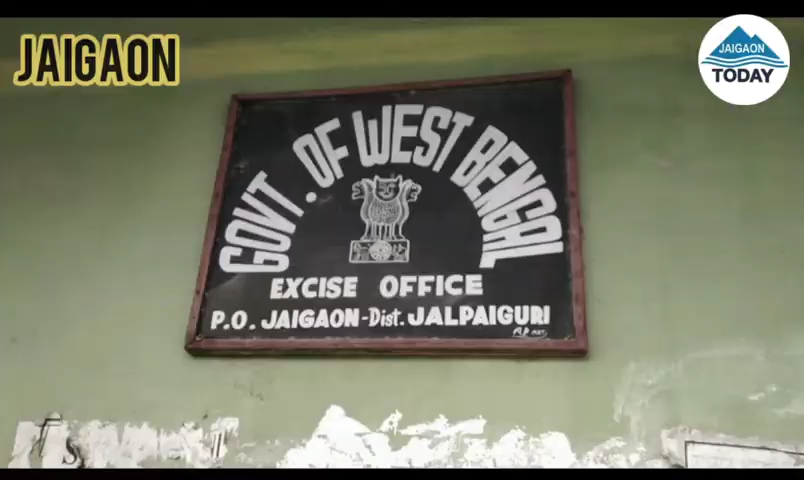 JAIGAON
JAIGAON
TODAY
GOVT. OF WEST BENGAL
EXCISE OFFICE
P.O. JAIGAON-Dist. JALPAIGURI